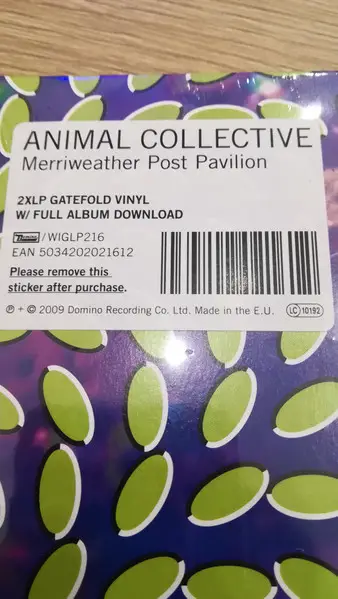 ANIMAL COLLECTIVE
Merriweather Post Pavilion
2XLP GATEFOLD VINYL
W/ FULL ALBUM DOWNLOAD
Domino /WIGLP216
EAN 5034202021612
Please remove this
sticker after purchase.
℗ + © 2009 Domino Recording Co. Ltd. Made in the E.U. LC 10192